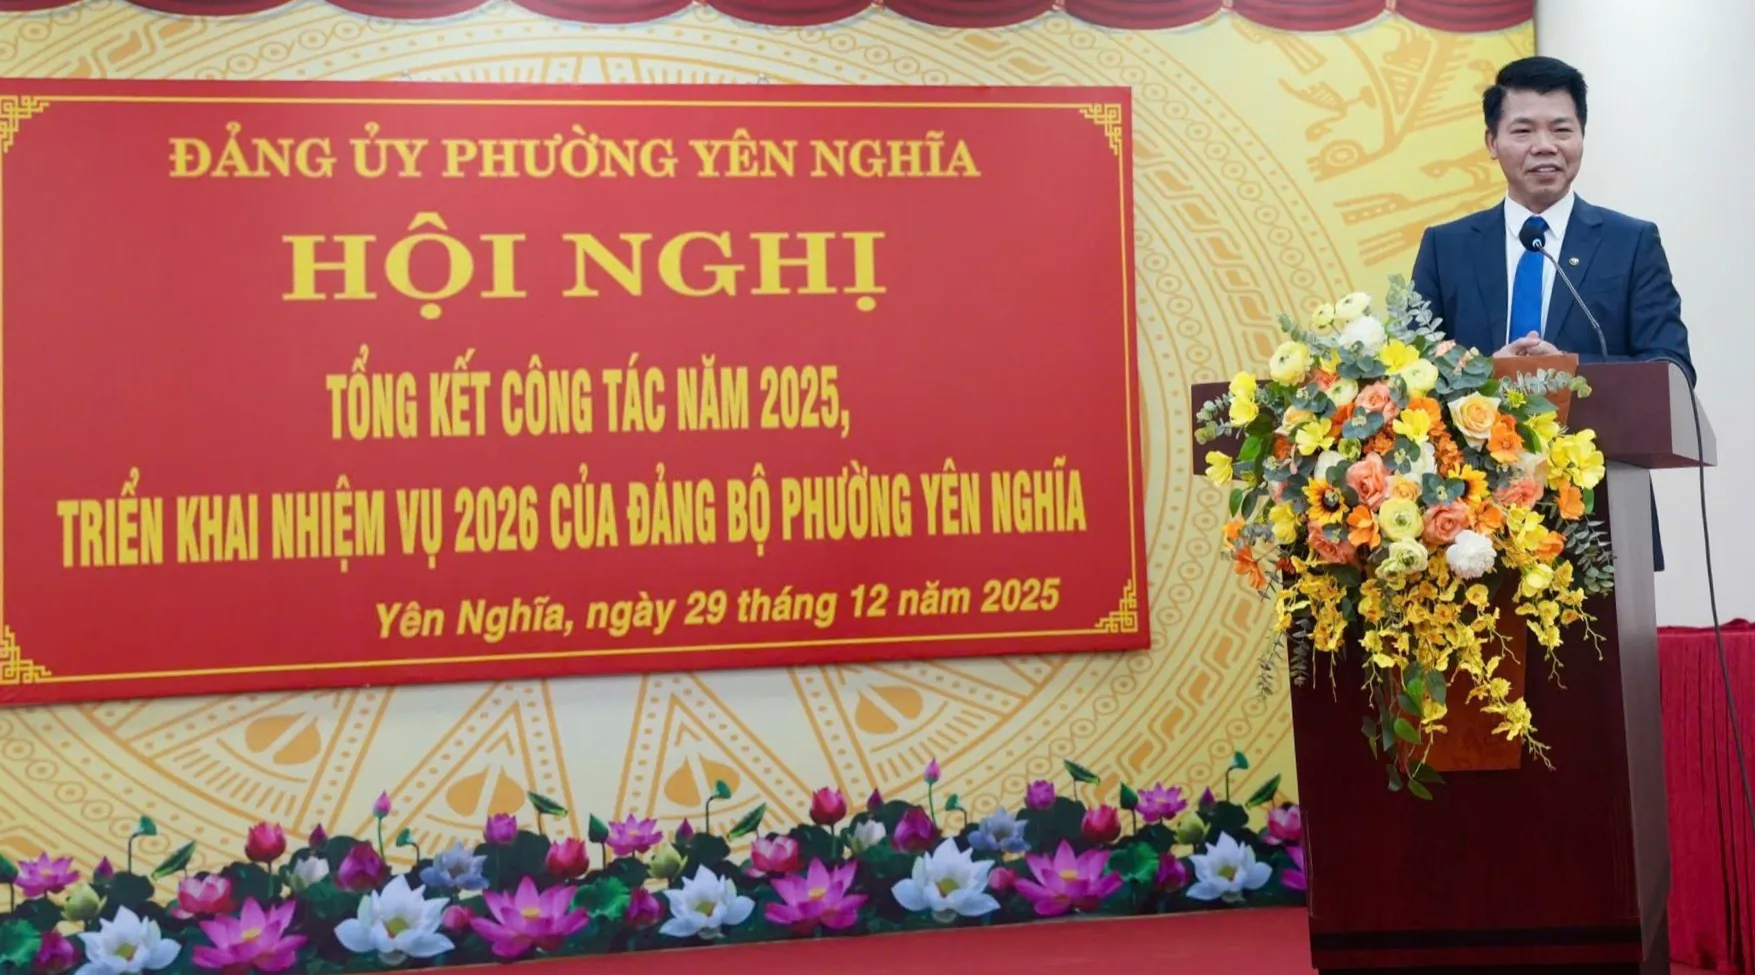 ĐẢNG ỦY PHƯỜNG YÊN NGHĨA
HỘI NGHỊ
TỔNG KẾT CÔNG TÁC NĂM 2025,
TRIỂN KHAI NHIỆM VỤ 2026 CỦA ĐẢNG BỘ PHƯỜNG YÊN NGHĨA
Yên Nghĩa, ngày 29 tháng 12 năm 2025